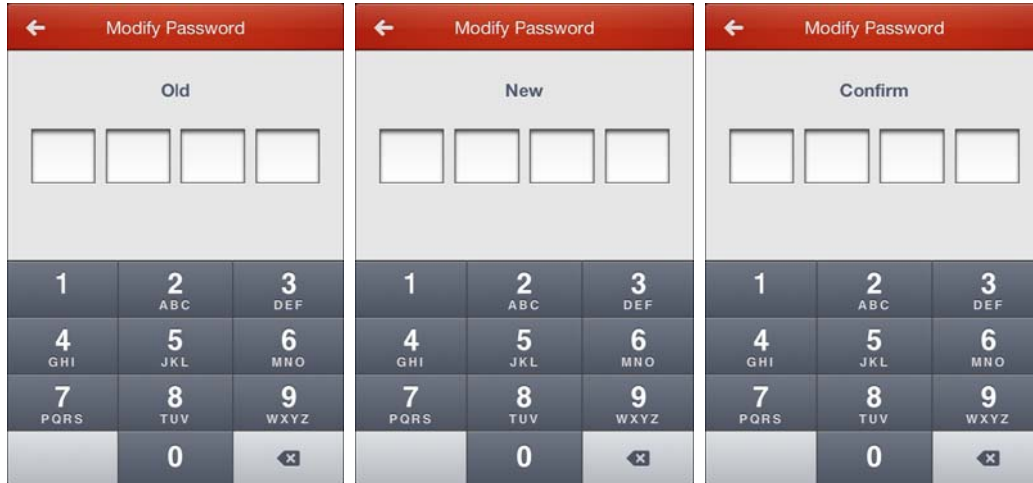 Modify Password
Old
1 2 3
ABC DEF
4 5 6
GHI JKL MNO
7 8 9
PQRS TUV WXYZ
0
Modify Password
New
1 2 3
ABC DEF
4 5 6
GHI JKL MNO
7 8 9
PQRS TUV WXYZ
0
Modify Password
Confirm
1 2 3
ABC DEF
4 5 6
GHI JKL MNO
7 8 9
PQRS TUV WXYZ
0